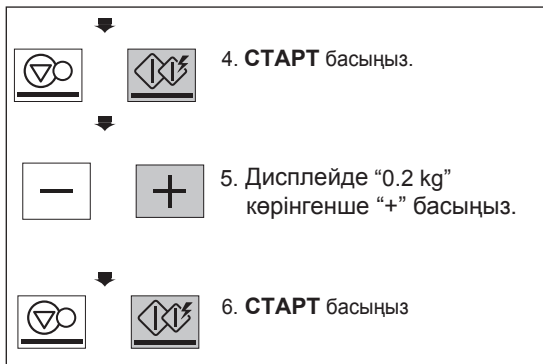 4. СТАРТ басыңыз.
5. Дисплейде “0.2 kg”
көрінгенше “+” басыңыз.
6. СТАРТ басыңыз